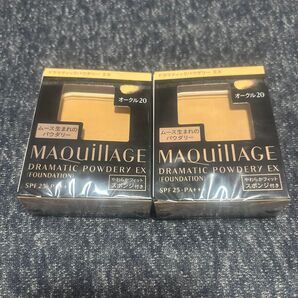 ドラマティックパウダリー EX
オークル20
ムース生まれの
パウダリー
MAQuillAGE
DRAMATIC POWDERY EX
(FOUNDATION)
やわらかフィット
スポンジ付き
SPF25·PA+++
ドラマティックパウダリー EX
オークル20
ムース生まれの
パウダリー
MAQuillAGE
DRAMATIC POWDERY EX
(FOUNDATION)
やわらかフィット
スポンジ付き
SPF25·PA+++